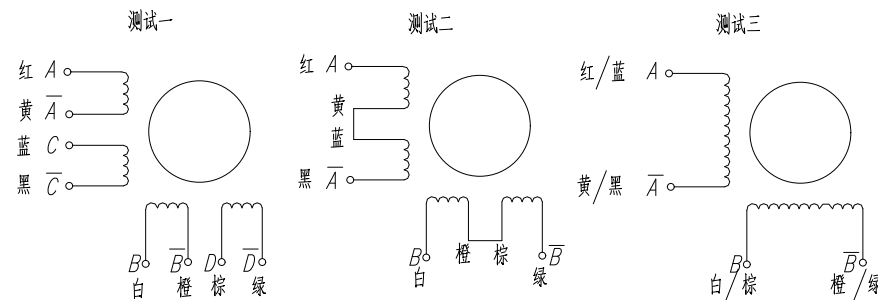 测试一
红 A
黄 A̅
蓝 C
黑 C̅
B B̅ D D̅
白 橙 棕 绿
测试二
红 A
黄
蓝
黑 A̅
B 橙 棕 B̅
白 绿
测试三
红/蓝 A
黄/黑 A̅
B B̅
白/棕 橙/绿